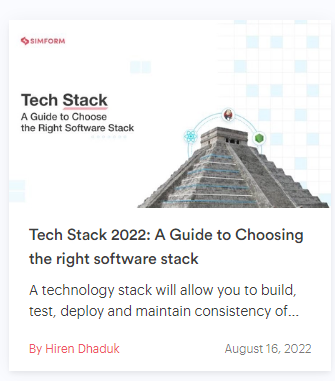 SIMFORM
Tech Stack
A Guide to Choose
the Right Software Stack
Tech Stack 2022: A Guide to Choosing
the right software stack
A technology stack will allow you to build,
test, deploy and maintain consistency of...
By Hiren Dhaduk August 16, 2022